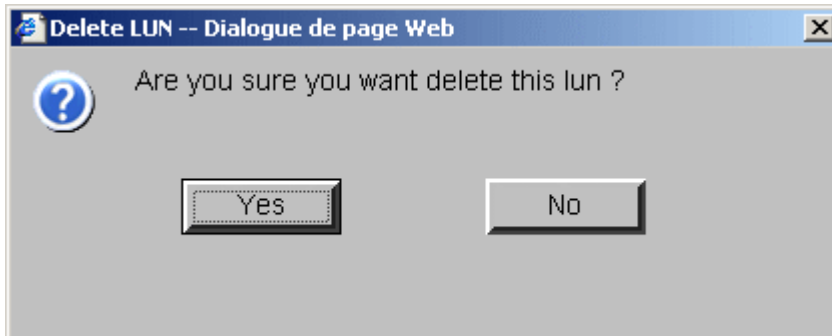 Delete LUN -- Dialogue de page Web
Are you sure you want delete this lun ?
Yes
No